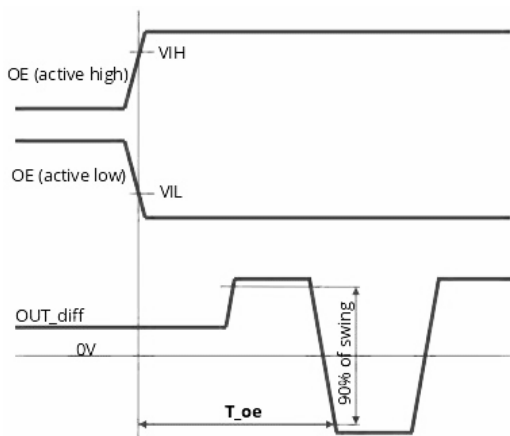 VIH
OE (active high)
OE (active low)
VIL
OUT_diff
0V
90% of swing
T_oe